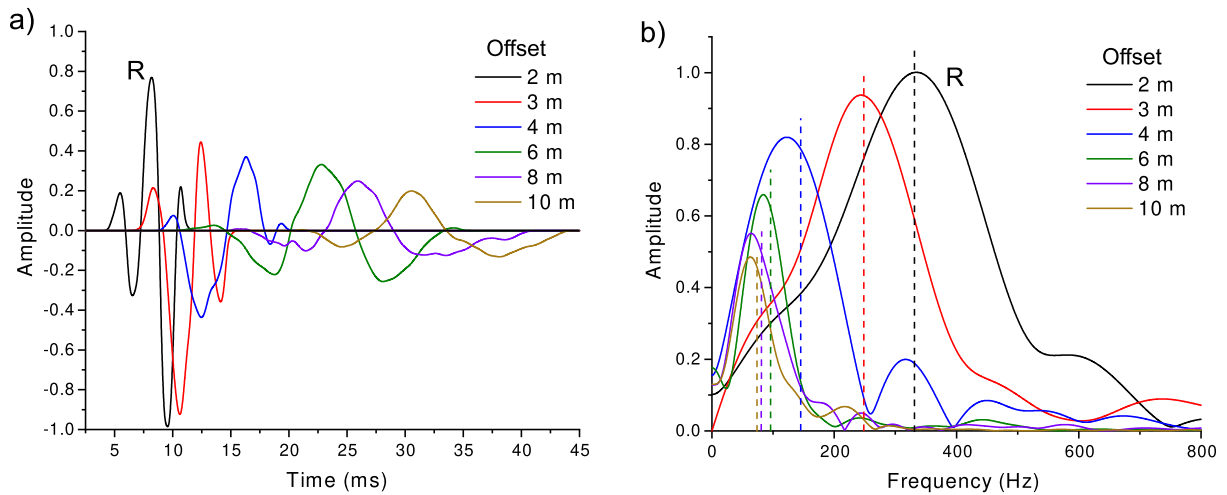 a)
R
Offset
2 m
3 m
4 m
6 m
8 m
10 m
1.0
0.8
0.6
0.4
0.2
0.0
-0.2
-0.4
-0.6
-0.8
-1.0
Amplitude
5 10 15 20 25 30 35 40 45
Time (ms)
b)
R
Offset
2 m
3 m
4 m
6 m
8 m
10 m
1.0
0.8
0.6
0.4
0.2
0.0
Amplitude
0 200 400 600 800
Frequency (Hz)